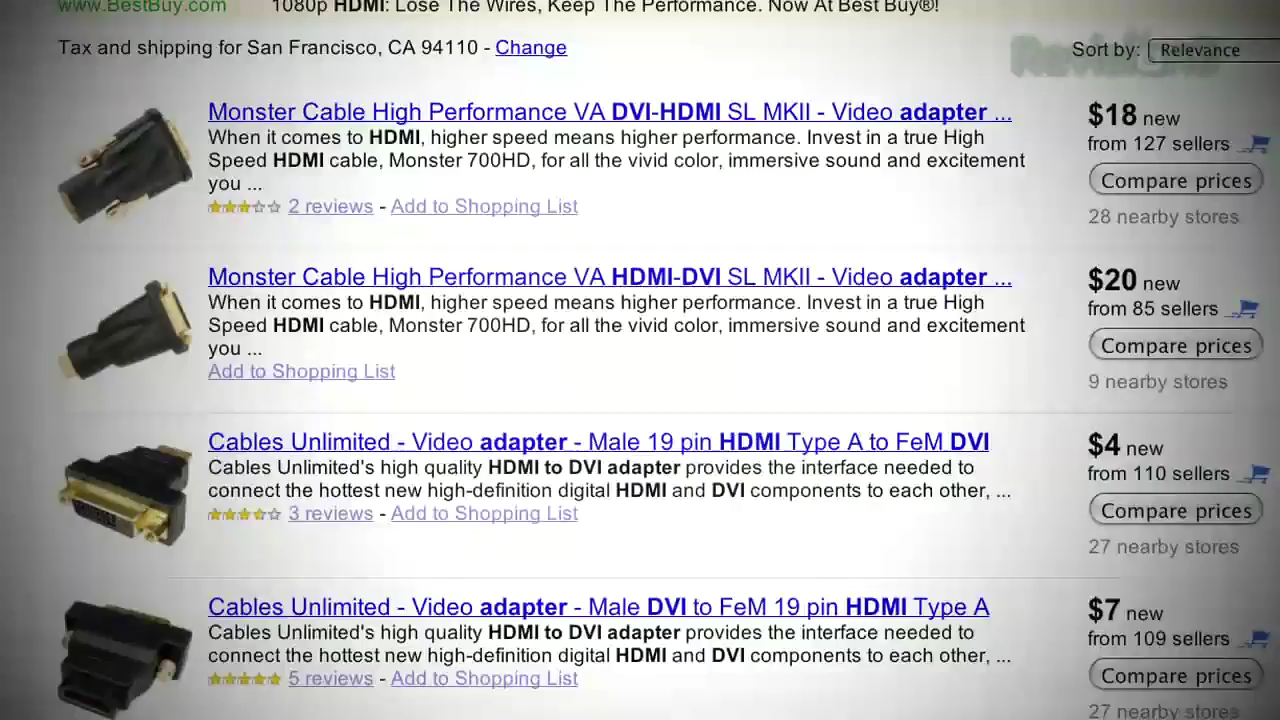 www.BestBuy.com 1080p HDMI: Lose The Wires, Keep The Performance. Now At Best Buy®!
Tax and shipping for San Francisco, CA 94110 - Change
Sort by: Relevance
Monster Cable High Performance VA DVI-HDMI SL MKII - Video adapter ...
When it comes to HDMI, higher speed means higher performance. Invest in a true High
Speed HDMI cable, Monster 700HD, for all the vivid color, immersive sound and excitement
you ...
2 reviews - Add to Shopping List
$18 new
from 127 sellers
Compare prices
28 nearby stores
Monster Cable High Performance VA HDMI-DVI SL MKII - Video adapter ...
When it comes to HDMI, higher speed means higher performance. Invest in a true High
Speed HDMI cable, Monster 700HD, for all the vivid color, immersive sound and excitement
you ...
Add to Shopping List
$20 new
from 85 sellers
Compare prices
9 nearby stores
Cables Unlimited - Video adapter - Male 19 pin HDMI Type A to FeM DVI
Cables Unlimited's high quality HDMI to DVI adapter provides the interface needed to
connect the hottest new high-definition digital HDMI and DVI components to each other, ...
3 reviews - Add to Shopping List
$4 new
from 110 sellers
Compare prices
27 nearby stores
Cables Unlimited - Video adapter - Male DVI to FeM 19 pin HDMI Type A
Cables Unlimited's high quality HDMI to DVI adapter provides the interface needed to
connect the hottest new high-definition digital HDMI and DVI components to each other, ...
5 reviews - Add to Shopping List
$7 new
from 109 sellers
Compare prices
27 nearby stores